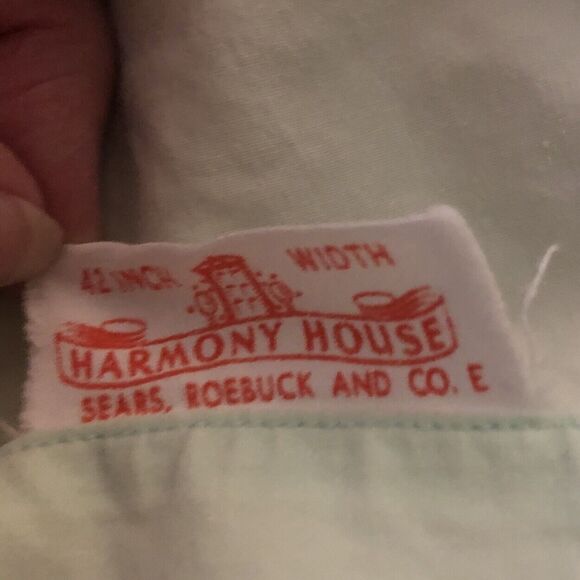 42 INCH WIDTH
HARMONY HOUSE
SEARS, ROEBUCK AND CO. E